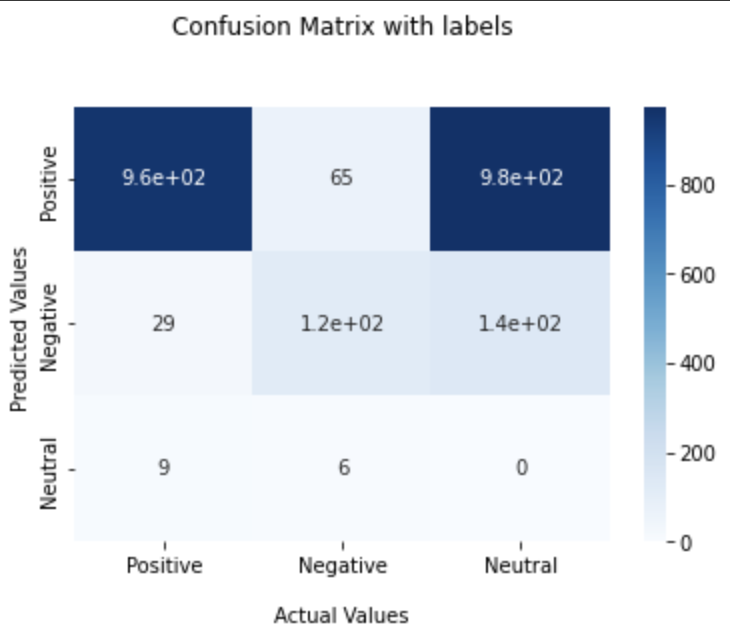 Confusion Matrix with labels
Predicted Values
Positive
9.6e+02 65 9.8e+02
Negative
29 1.2e+02 1.4e+02
Neutral
9 6 0
Positive Negative Neutral
Actual Values
800
600
400
200
0